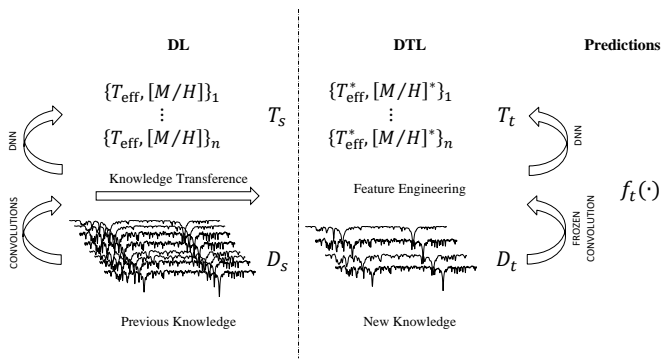 DL
DTL
Predictions
{T_eff, [M/H]}_1
⋮
{T_eff, [M/H]}_n
T_s
{T*_eff, [M/H]*}_1
⋮
{T*_eff, [M/H]*}_n
T_t
DNN
DNN
Knowledge Transference
Feature Engineering
f_t(·)
CONVOLUTIONS
FROZEN
CONVOLUTION
D_s
D_t
Previous Knowledge
New Knowledge